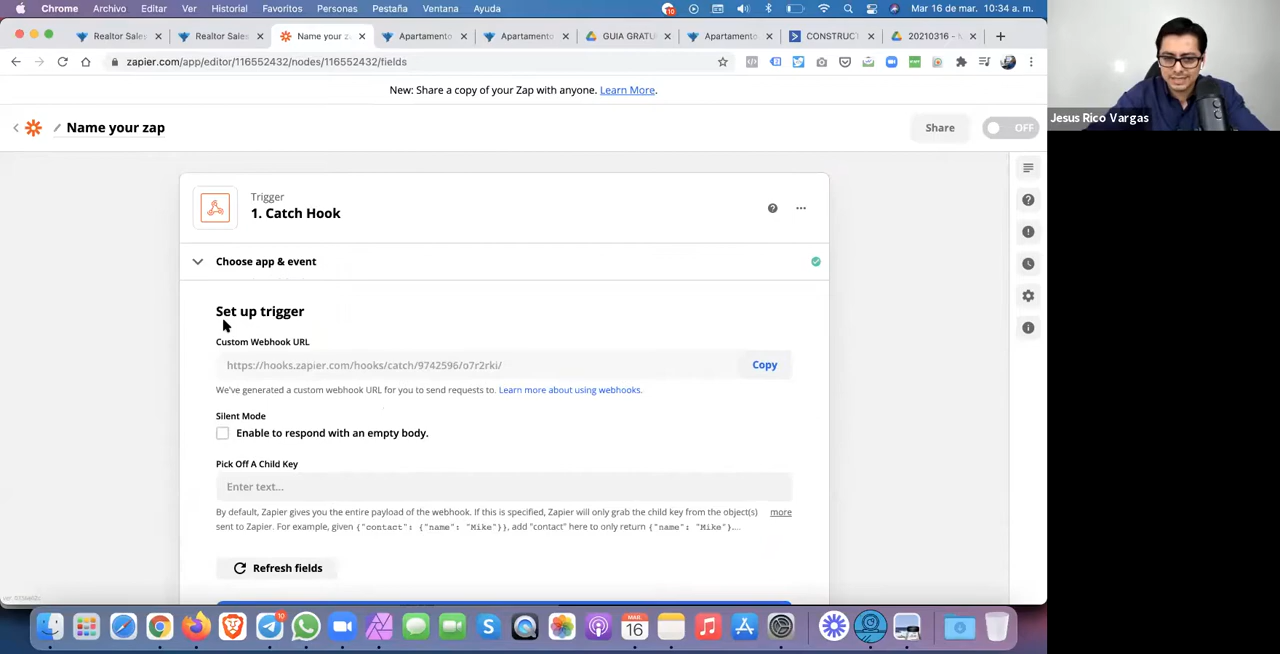 Chrome Archivo Editar Ver Historial Favoritos Personas Pestaña Ventana Ayuda 10 Mar 16 de mar. 10:34 a. m.
Realtor Sales Realtor Sales Name your za Apartamento Apartamento GUIA GRATU Apartamento CONSTRUCT 20210316 - M
zapier.com/app/editor/116552432/nodes/116552432/fields
New: Share a copy of your Zap with anyone. Learn More.
Name your zap Share OFF
Jesus Rico Vargas
Trigger
1. Catch Hook
Choose app & event
Set up trigger
Custom Webhook URL
https://hooks.zapier.com/hooks/catch/9742596/o7r2rki/ Copy
We've generated a custom webhook URL for you to send requests to. Learn more about using webhooks.
Silent Mode
Enable to respond with an empty body.
Pick Off A Child Key
Enter text...
By default, Zapier gives you the entire payload of the webhook. If this is specified, Zapier will only grab the child key from the object(s) more
sent to Zapier. For example, given {"contact": {"name": "Mike"}}, add "contact" here to only return {"name": "Mike"}....
Refresh fields
10
MAR.
16